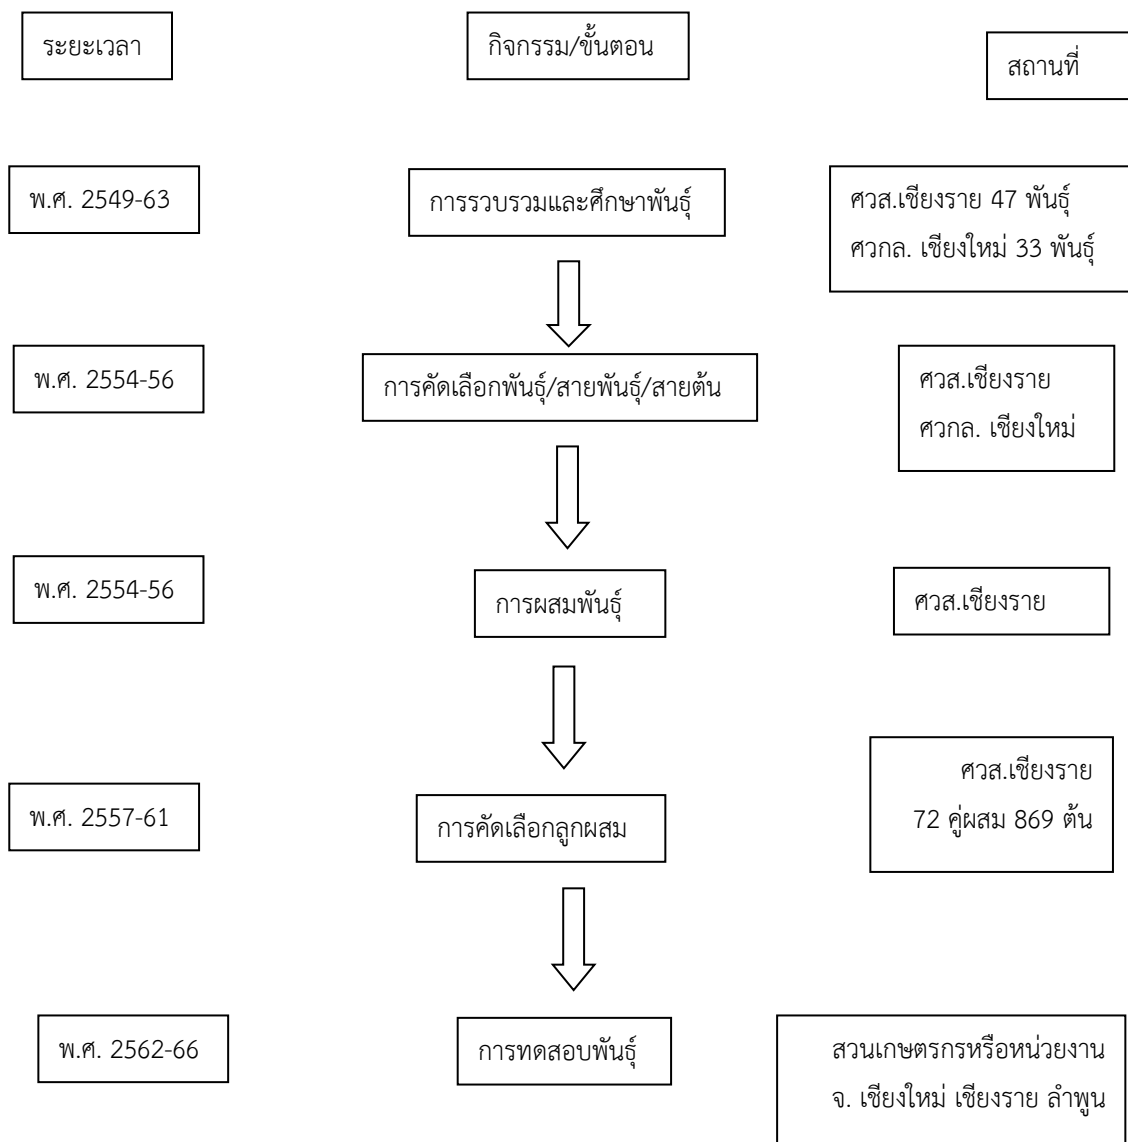 ระยะเวลา
กิจกรรม/ขั้นตอน
สถานที่
พ.ศ. 2549-63
การรวบรวมและศึกษาพันธุ์
ศวส.เชียงราย 47 พันธุ์
ศวกล. เชียงใหม่ 33 พันธุ์
พ.ศ. 2554-56
การคัดเลือกพันธุ์/สายพันธุ์/สายต้น
ศวส.เชียงราย
ศวกล. เชียงใหม่
พ.ศ. 2554-56
การผสมพันธุ์
ศวส.เชียงราย
พ.ศ. 2557-61
การคัดเลือกลูกผสม
ศวส.เชียงราย
72 คู่ผสม 869 ต้น
พ.ศ. 2562-66
การทดสอบพันธุ์
สวนเกษตรกรหรือหน่วยงาน
จ. เชียงใหม่ เชียงราย ลำพูน